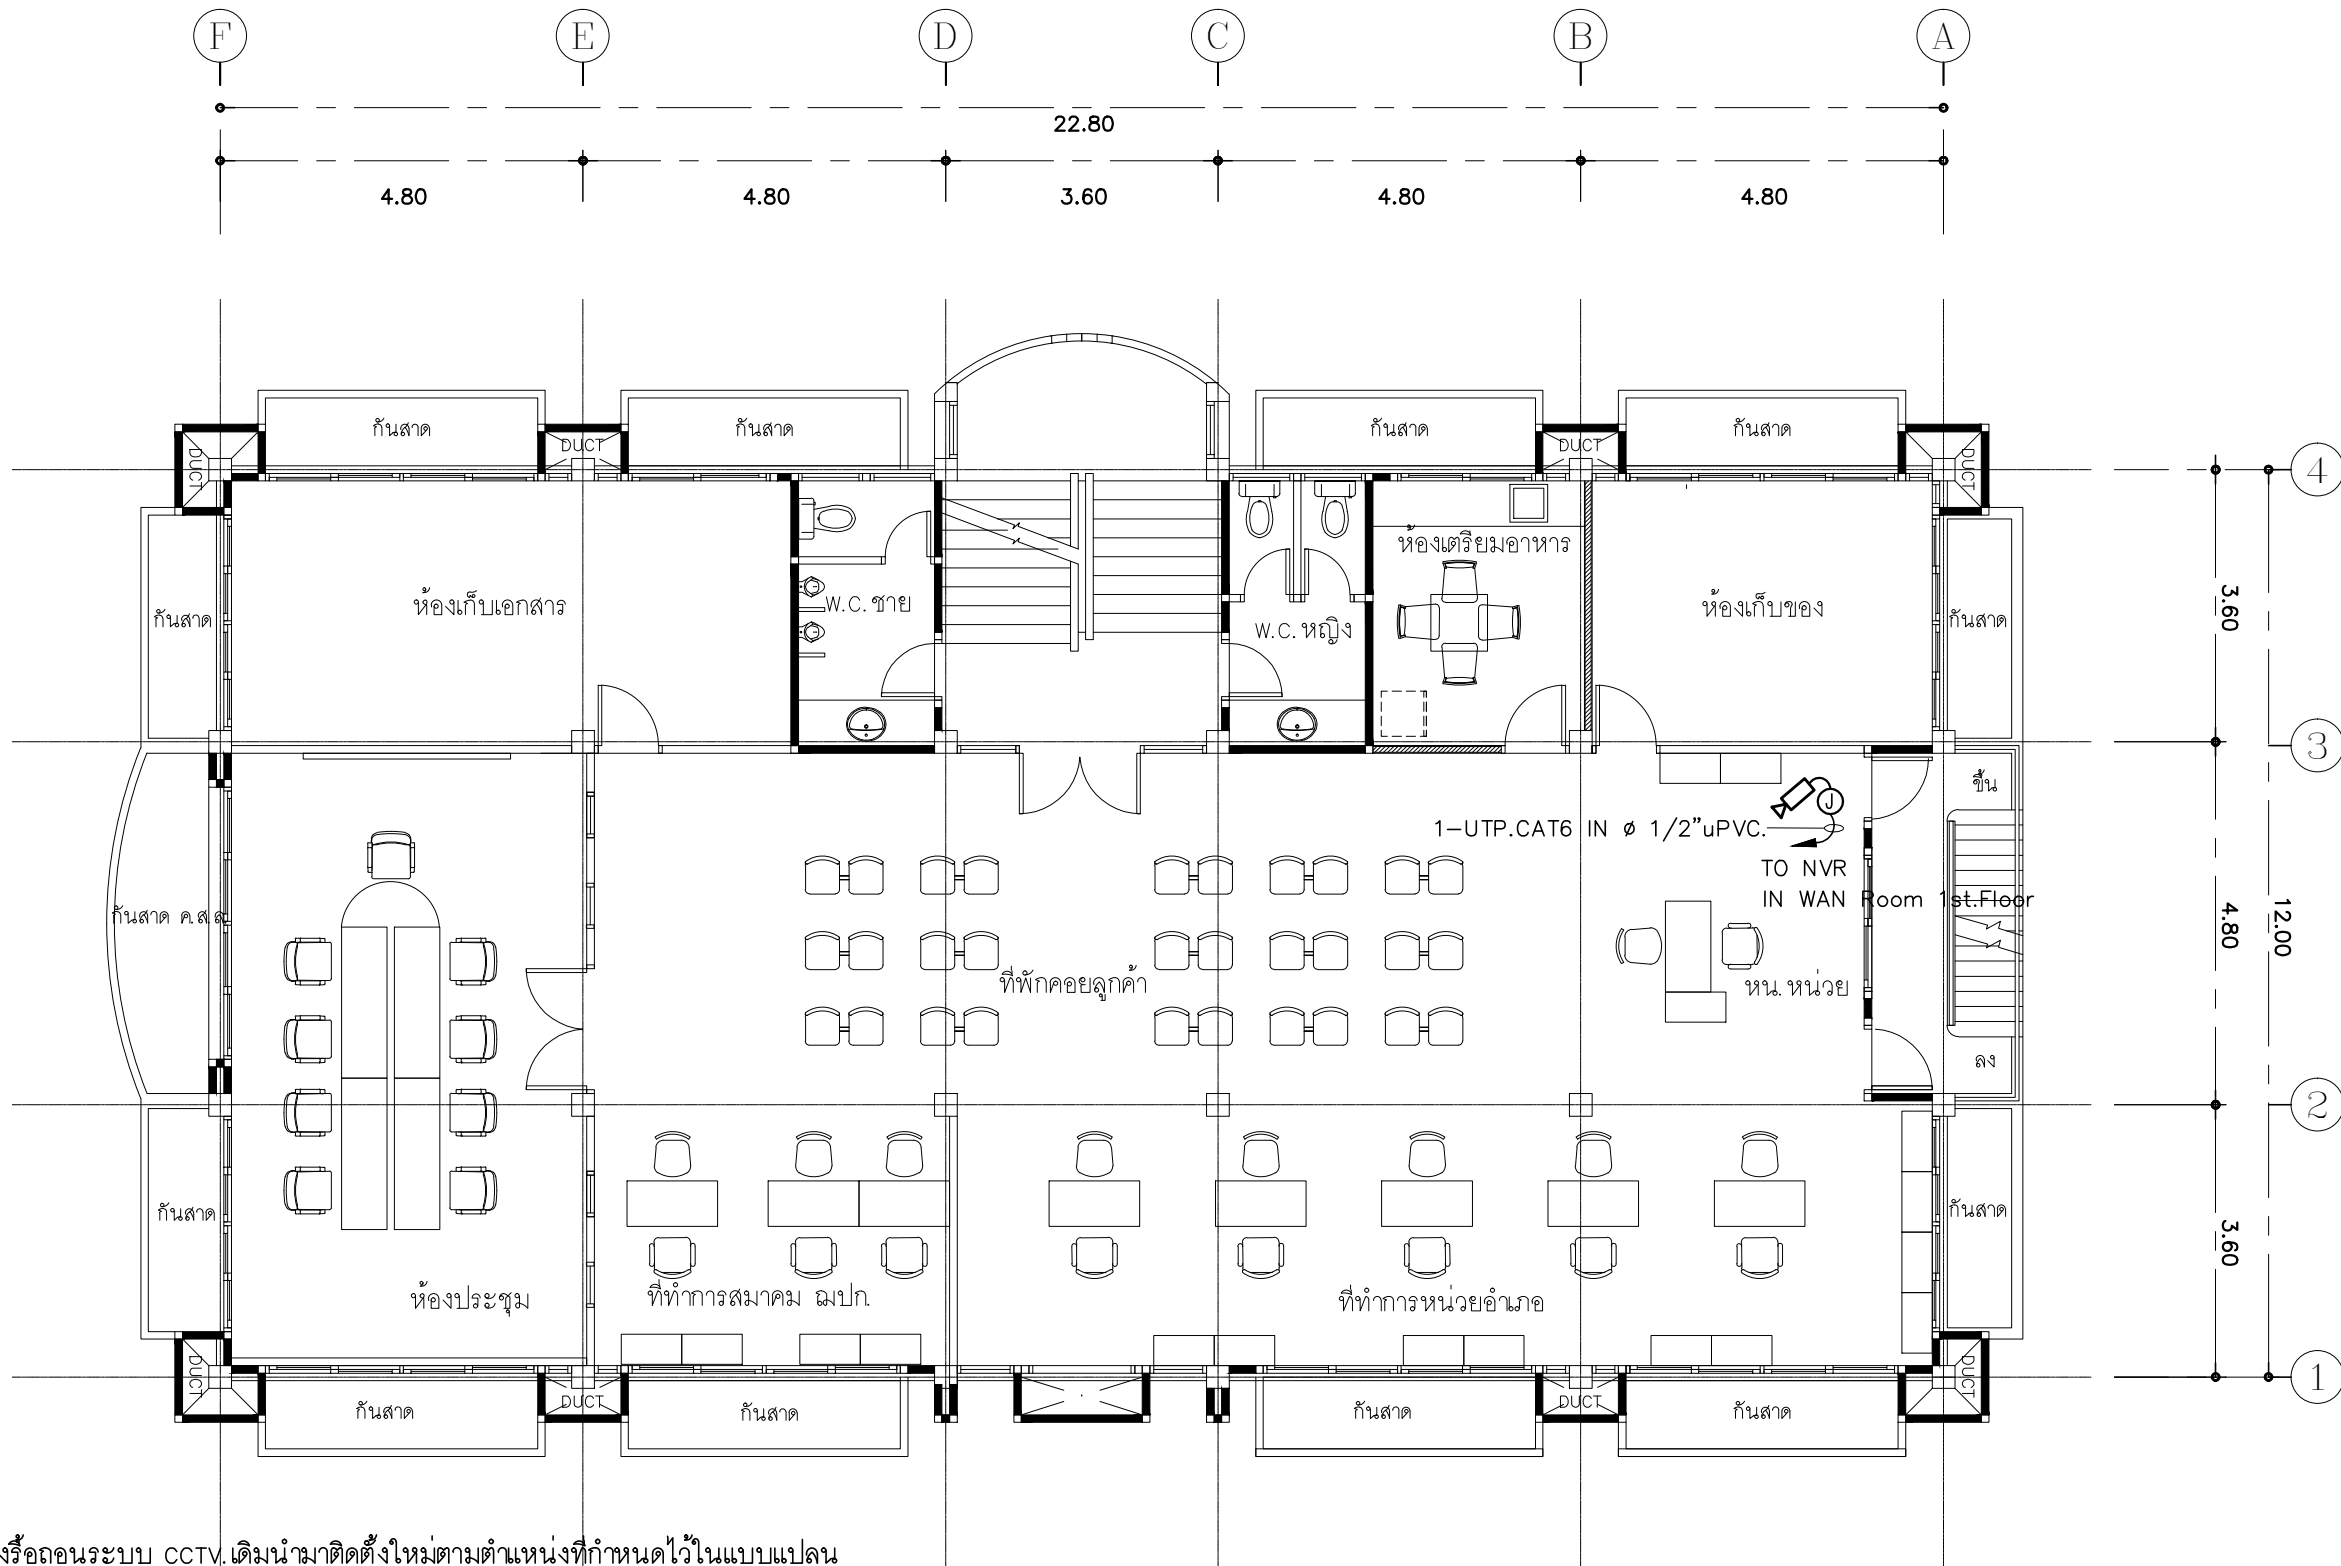 F E D C B A
22.80
4.80 4.80 3.60 4.80 4.80
กันสาด กันสาด กันสาด กันสาด
DUCT DUCT DUCT DUCT
4
ห้องเตรียมอาหาร
ห้องเก็บเอกสาร
W.C. ชาย
W.C. หญิง
ห้องเก็บของ
กันสาด
กันสาด
3.60
3
ขึ้น
J
1-UTP.CAT6 IN ø 1/2"uPVC.
TO NVR
IN WAN Room 1st.Floor
กันสาด ค.ส.ล
4.80
12.00
ที่พักคอยลูกค้า
หน.หน่วย
ลง
2
กันสาด
กันสาด
3.60
ห้องประชุม
ที่ทำการสมาคม ฌปก.
ที่ทำการหน่วยอำเภอ
DUCT DUCT DUCT DUCT
1
กันสาด กันสาด กันสาด กันสาด
รื้อถอนระบบ CCTV.เดิมนำมาติดตั้งใหม่ตามตำแหน่งที่กำหนดไว้ในแบบแปลน